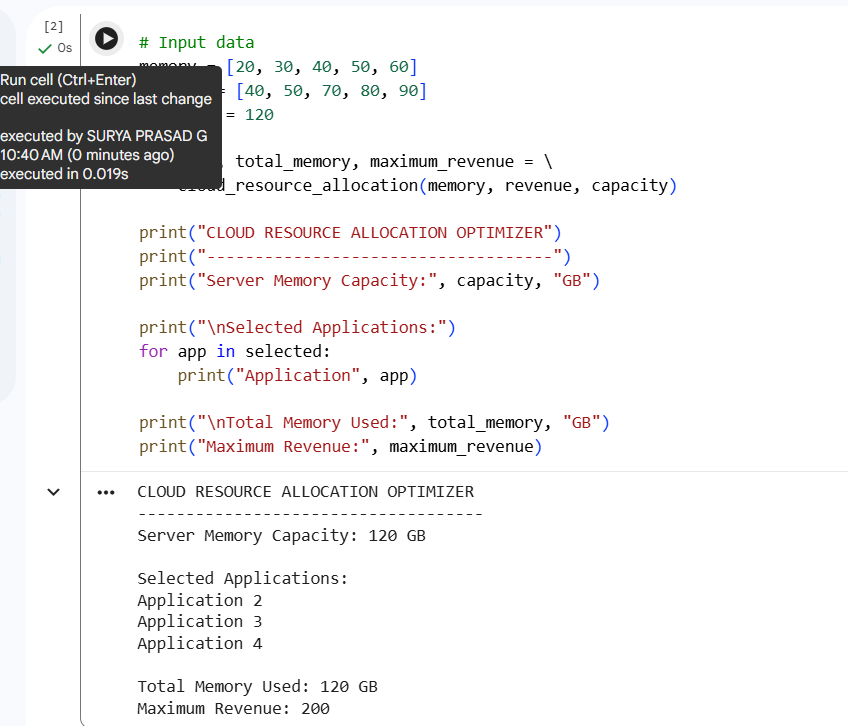 [2]
0s
# Input data
= [20, 30, 40, 50, 60]
Run cell (Ctrl+Enter)
= [40, 50, 70, 80, 90]
cell executed since last change
= 120
executed by SURYA PRASAD G
10:40 AM (0 minutes ago)
, total_memory, maximum_revenue = \
executed in 0.019s
cloud_resource_allocation(memory, revenue, capacity)
print("CLOUD RESOURCE ALLOCATION OPTIMIZER")
print("------------------------------------")
print("Server Memory Capacity:", capacity, "GB")
print("\nSelected Applications:")
for app in selected:
print("Application", app)
print("\nTotal Memory Used:", total_memory, "GB")
print("Maximum Revenue:", maximum_revenue)
CLOUD RESOURCE ALLOCATION OPTIMIZER
------------------------------------
Server Memory Capacity: 120 GB
Selected Applications:
Application 2
Application 3
Application 4
Total Memory Used: 120 GB
Maximum Revenue: 200